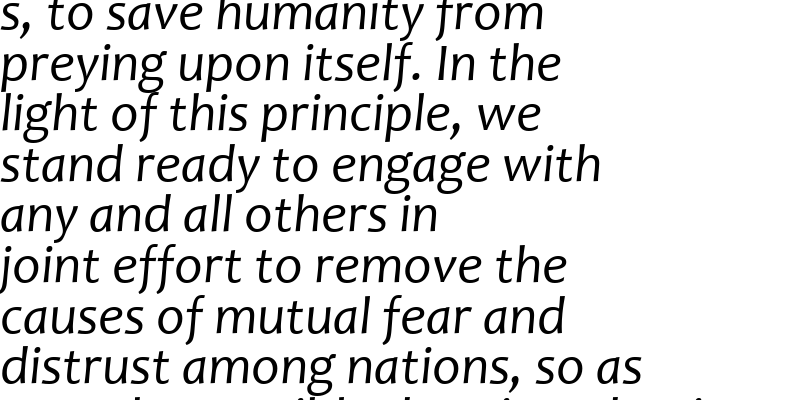 s, to save humanity from
preying upon itself. In the
light of this principle, we
stand ready to engage with
any and all others in
joint effort to remove the
causes of mutual fear and
distrust among nations, so as